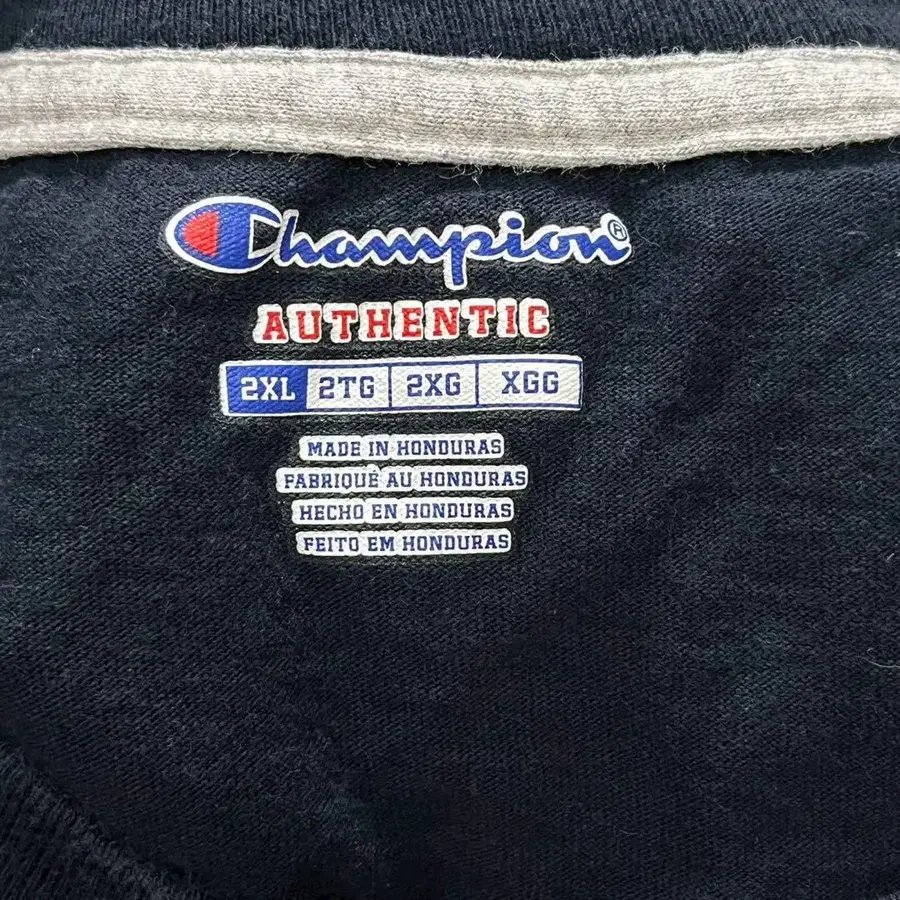 Champion®
AUTHENTIC
2XL 2TG 2XG XGG
MADE IN HONDURAS
FABRIQUÉ AU HONDURAS
HECHO EN HONDURAS
FEITO EM HONDURAS